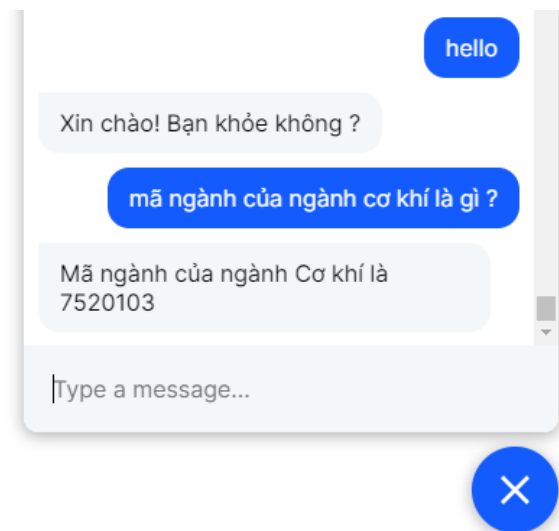 hello
Xin chào! Bạn khỏe không ?
mã ngành của ngành cơ khí là gì ?
Mã ngành của ngành Cơ khí là
7520103
Type a message...